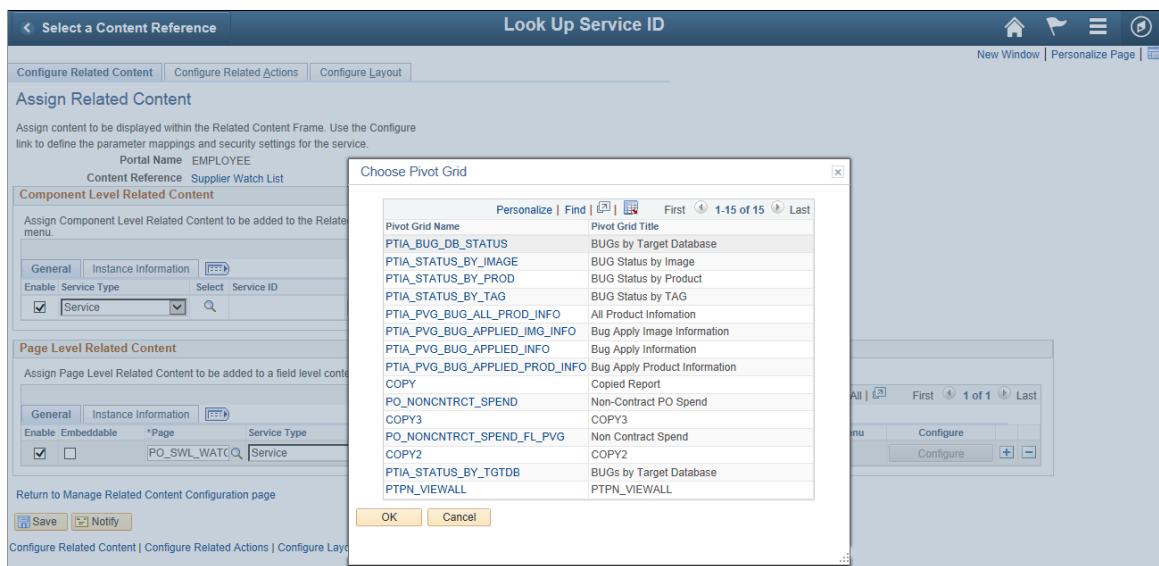 Select a Content Reference
Look Up Service ID
New Window | Personalize Page |
Configure Related Content
Configure Related Actions
Configure Layout
Assign Related Content
Assign content to be displayed within the Related Content Frame. Use the Configure
link to define the parameter mappings and security settings for the service.
Portal Name EMPLOYEE
Content Reference Supplier Watch List
Component Level Related Content
Assign Component Level Related Content to be added to the Relate
menu.
General
Instance Information
Enable Service Type Select Service ID
Service
Page Level Related Content
Assign Page Level Related Content to be added to a field level conte
All | First 1 of 1 Last
General
Instance Information
Enable Embeddable *Page Service Type
nu Configure
PO_SWL_WATC Service
Configure
Return to Manage Related Content Configuration page
Save
Notify
Configure Related Content | Configure Related Actions | Configure Layo
Choose Pivot Grid
Personalize | Find | | First 1-15 of 15 Last
Pivot Grid Name Pivot Grid Title
PTIA_BUG_DB_STATUS BUGs by Target Database
PTIA_STATUS_BY_IMAGE BUG Status by Image
PTIA_STATUS_BY_PROD BUG Status by Product
PTIA_STATUS_BY_TAG BUG Status by TAG
PTIA_PVG_BUG_ALL_PROD_INFO All Product Infomation
PTIA_PVG_BUG_APPLIED_IMG_INFO Bug Apply Image Information
PTIA_PVG_BUG_APPLIED_INFO Bug Apply Information
PTIA_PVG_BUG_APPLIED_PROD_INFO Bug Apply Product Information
COPY Copied Report
PO_NONCNTRCT_SPEND Non-Contract PO Spend
COPY3 COPY3
PO_NONCNTRCT_SPEND_FL_PVG Non Contract Spend
COPY2 COPY2
PTIA_STATUS_BY_TGTDB BUGs by Target Database
PTPN_VIEWALL PTPN_VIEWALL
OK
Cancel